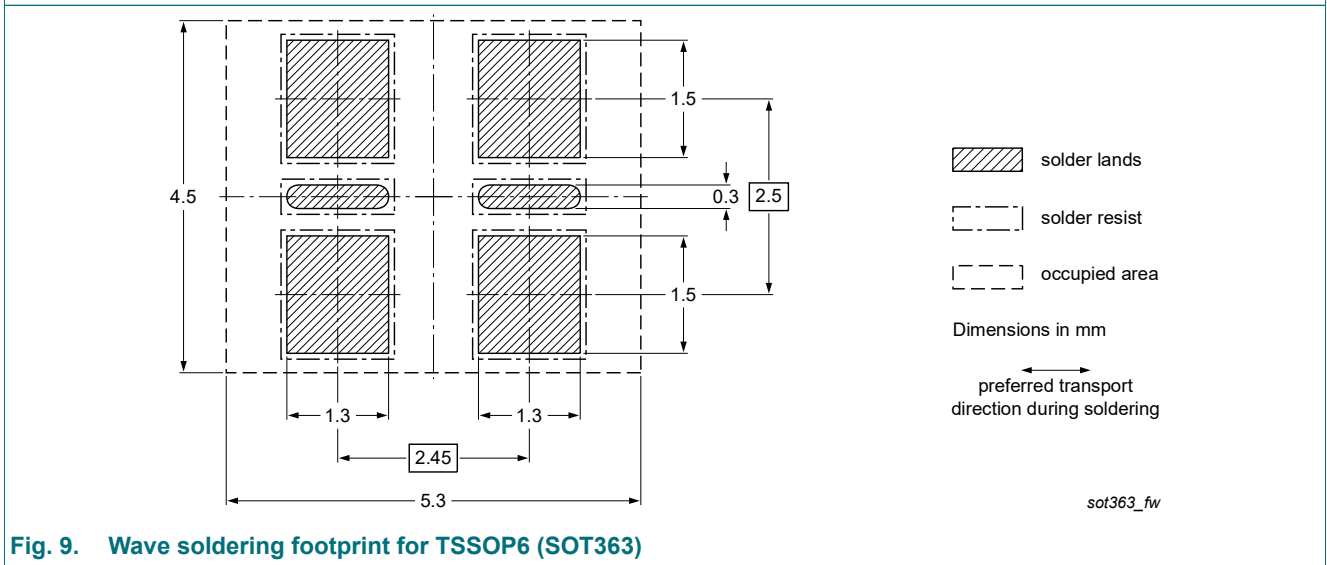 1.5
solder lands
4.5
0.3 2.5
solder resist
occupied area
1.5
Dimensions in mm
preferred transport
direction during soldering
1.3 1.3
2.45
5.3
sot363_fw
Fig. 9. Wave soldering footprint for TSSOP6 (SOT363)